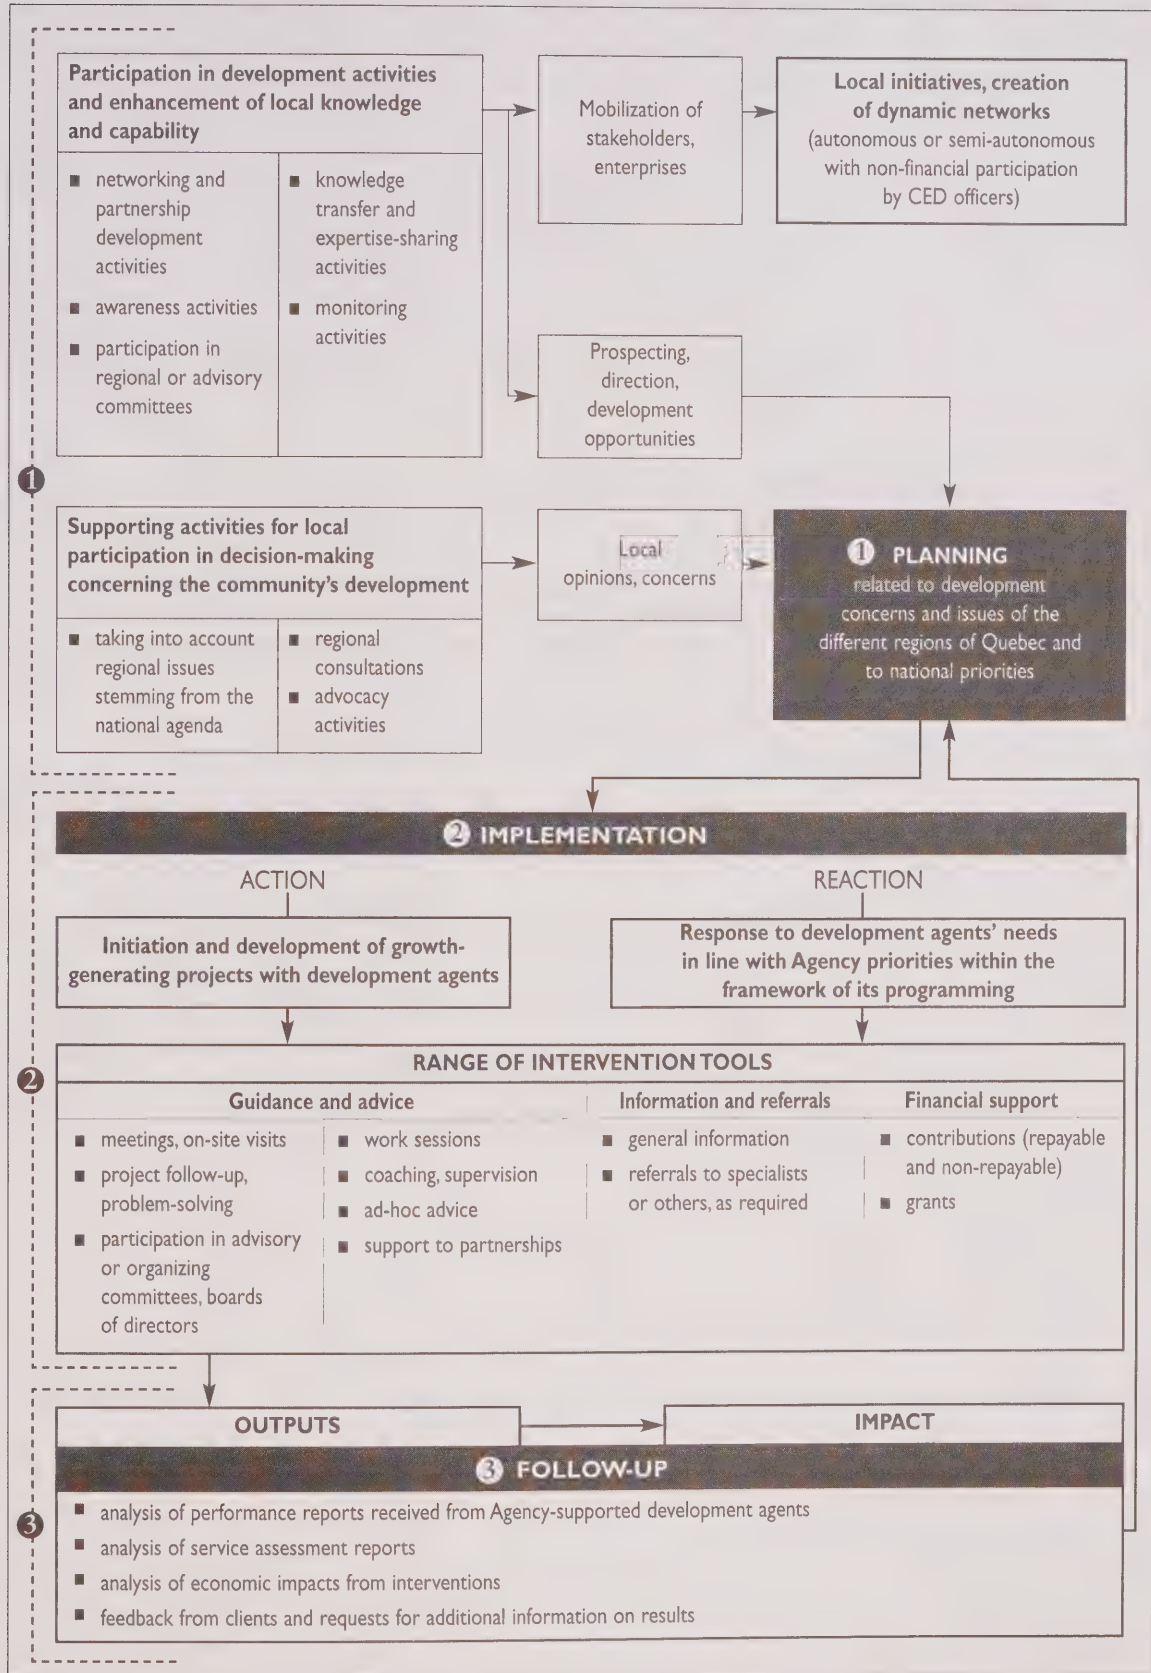 Participation in development activities
and enhancement of local knowledge
and capability
■ networking and
partnership
development
activities
■ awareness activities
■ participation in
regional or advisory
committees
■ knowledge
transfer and
expertise-sharing
activities
■ monitoring
activities
Mobilization of
stakeholders,
enterprises
Local initiatives, creation
of dynamic networks
(autonomous or semi-autonomous
with non-financial participation
by CED officers)
Prospecting,
direction,
development
opportunities
1
Supporting activities for local
participation in decision-making
concerning the community's development
■ taking into account
regional issues
stemming from the
national agenda
■ regional
consultations
■ advocacy
activities
Local
opinions, concerns
1 PLANNING
related to development
concerns and issues of the
different regions of Quebec and
to national priorities
2 IMPLEMENTATION
ACTION
Initiation and development of growth-
generating projects with development agents
REACTION
Response to development agents' needs
in line with Agency priorities within the
framework of its programming
2
RANGE OF INTERVENTION TOOLS
Guidance and advice
■ meetings, on-site visits
■ project follow-up,
problem-solving
■ participation in advisory
or organizing
committees, boards
of directors
■ work sessions
■ coaching, supervision
■ ad-hoc advice
■ support to partnerships
Information and referrals
■ general information
■ referrals to specialists
or others, as required
Financial support
■ contributions (repayable
and non-repayable)
■ grants
OUTPUTS
IMPACT
3 FOLLOW-UP
3
■ analysis of performance reports received from Agency-supported development agents
■ analysis of service assessment reports
■ analysis of economic impacts from interventions
■ feedback from clients and requests for additional information on results